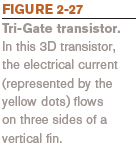 FIGURE 2-27
Tri-Gate transistor.
In this 3D transistor,
the electrical current
(represented by the
yellow dots) flows
on three sides of a
vertical fin.